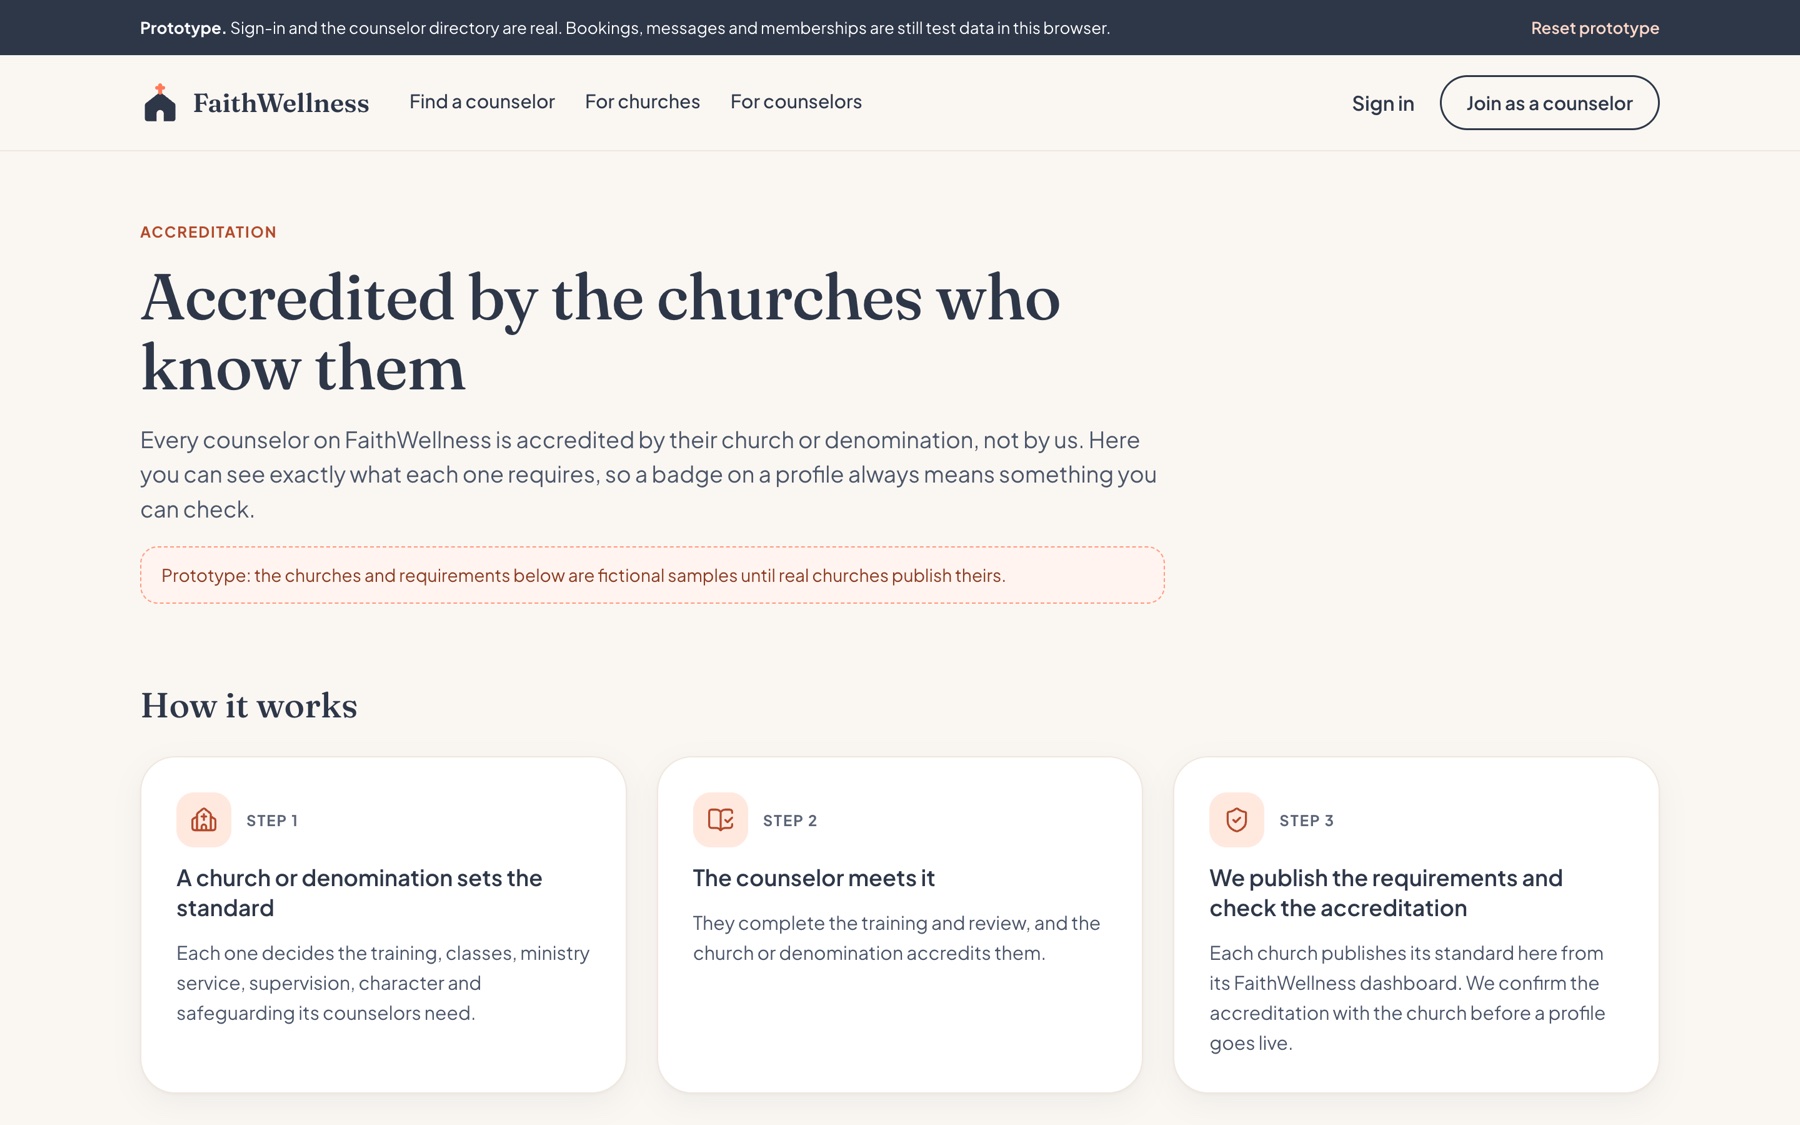 Prototype. Sign-in and the counselor directory are real. Bookings, messages and memberships are still test data in this browser.
Reset prototype
FaithWellness
Find a counselor
For churches
For counselors
Sign in
Join as a counselor
ACCREDITATION
Accredited by the churches who
know them
Every counselor on FaithWellness is accredited by their church or denomination, not by us. Here
you can see exactly what each one requires, so a badge on a profile always means something you
can check.
Prototype: the churches and requirements below are fictional samples until real churches publish theirs.
How it works
STEP 1
A church or denomination sets the
standard
Each one decides the training, classes, ministry
service, supervision, character and
safeguarding its counselors need.
STEP 2
The counselor meets it
They complete the training and review, and the
church or denomination accredits them.
STEP 3
We publish the requirements and
check the accreditation
Each church publishes its standard here from
its FaithWellness dashboard. We confirm the
accreditation with the church before a profile
goes live.